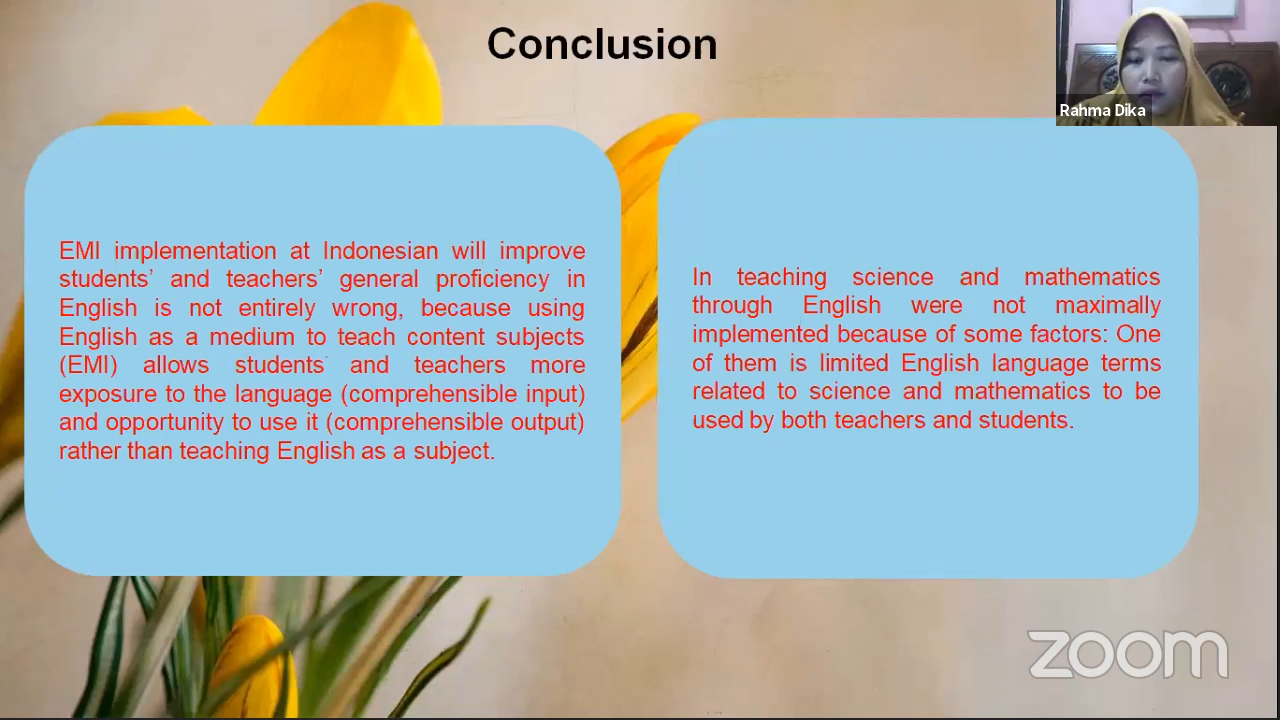 Conclusion
Rahma Dika
EMI implementation at Indonesian will improve
students’ and teachers’ general proficiency in
English is not entirely wrong, because using
English as a medium to teach content subjects
(EMI) allows students and teachers more
exposure to the language (comprehensible input)
and opportunity to use it (comprehensible output)
rather than teaching English as a subject.
In teaching science and mathematics
through English were not maximally
implemented because of some factors: One
of them is limited English language terms
related to science and mathematics to be
used by both teachers and students.
zoom